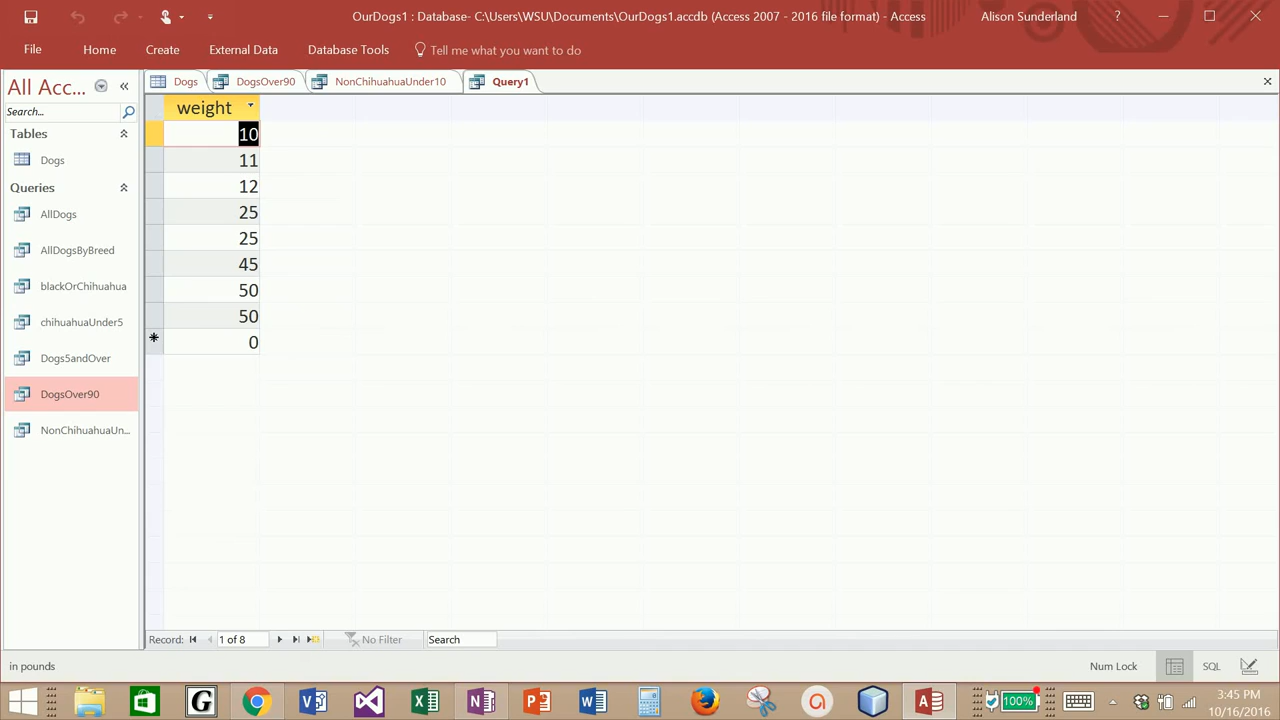 OurDogs1 : Database- C:\Users\WSU\Documents\OurDogs1.accdb (Access 2007 - 2016 file format) - Access
Alison Sunderland
?
File
Home
Create
External Data
Database Tools
Tell me what you want to do
All Acc...
Search...
Tables
Dogs
Queries
AllDogs
AllDogsByBreed
blackOrChihuahua
chihuahuaUnder5
Dogs5andOver
DogsOver90
NonChihuahuaUn...
Dogs
DogsOver90
NonChihuahuaUnder10
Query1
weight
10
11
12
25
25
45
50
50
* 0
Record:
1 of 8
No Filter
Search
in pounds
Num Lock
SQL
100%
3:45 PM
10/16/2016